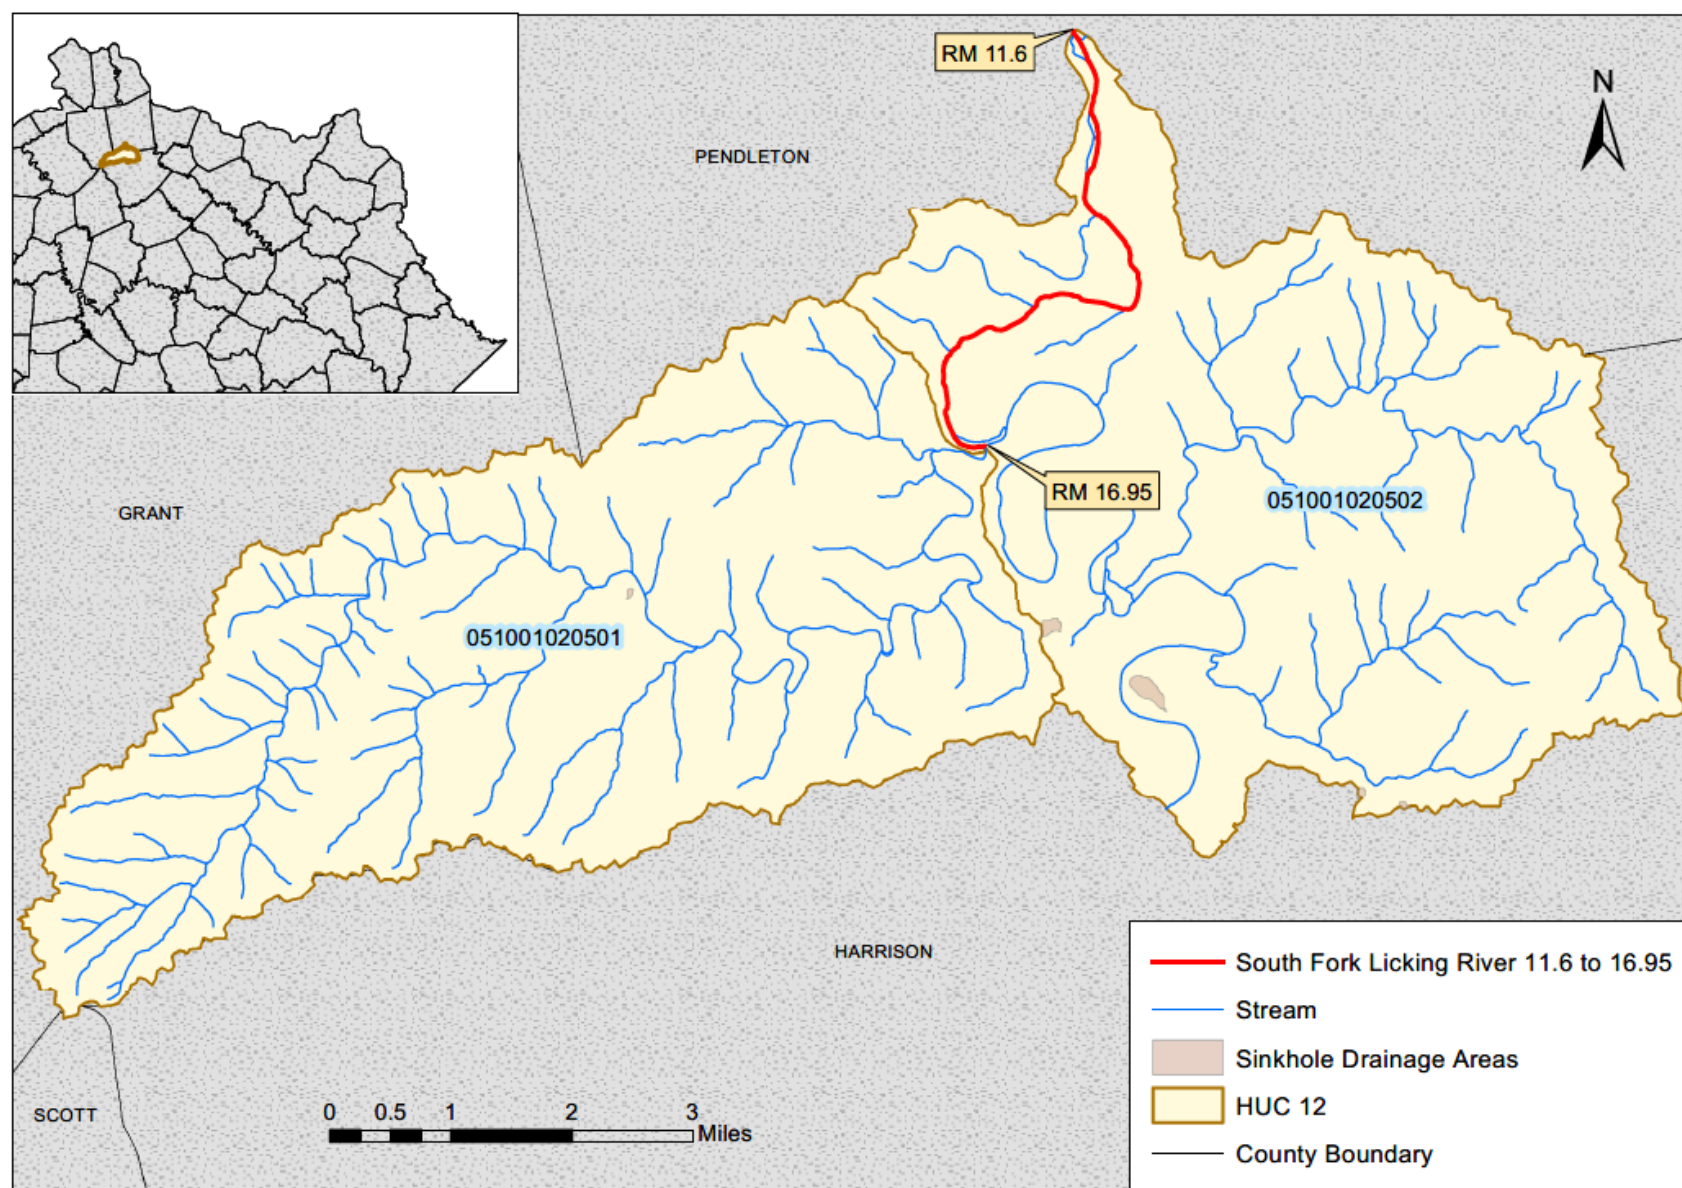 RM 11.6
N
PENDLETON
RM 16.95
051001020502
GRANT
051001020501
HARRISON
SCOTT
0 0.5 1 2 3
Miles
South Fork Licking River 11.6 to 16.95
Stream
Sinkhole Drainage Areas
HUC 12
County Boundary